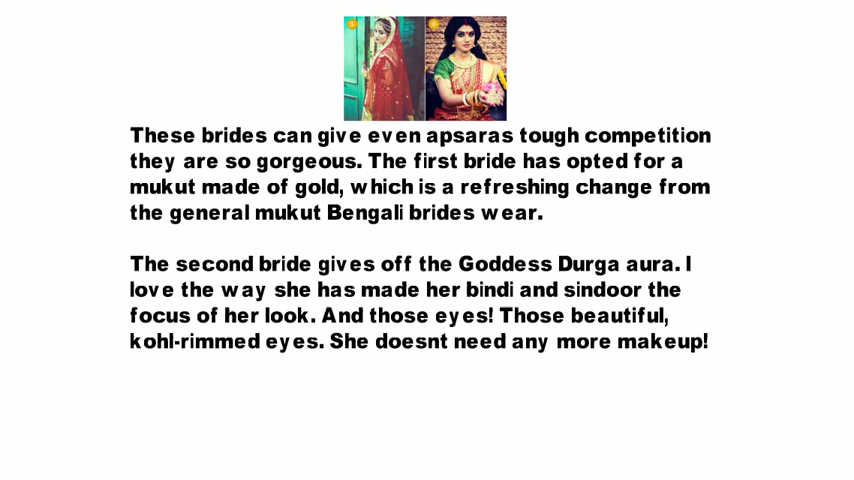 These brides can give even apsaras tough competition
they are so gorgeous. The first bride has opted for a
mukut made of gold, which is a refreshing change from
the general mukut Bengali brides wear.
The second bride gives off the Goddess Durga aura. I
love the way she has made her bindi and sindoor the
focus of her look. And those eyes! Those beautiful,
kohl-rimmed eyes. She doesnt need any more makeup!